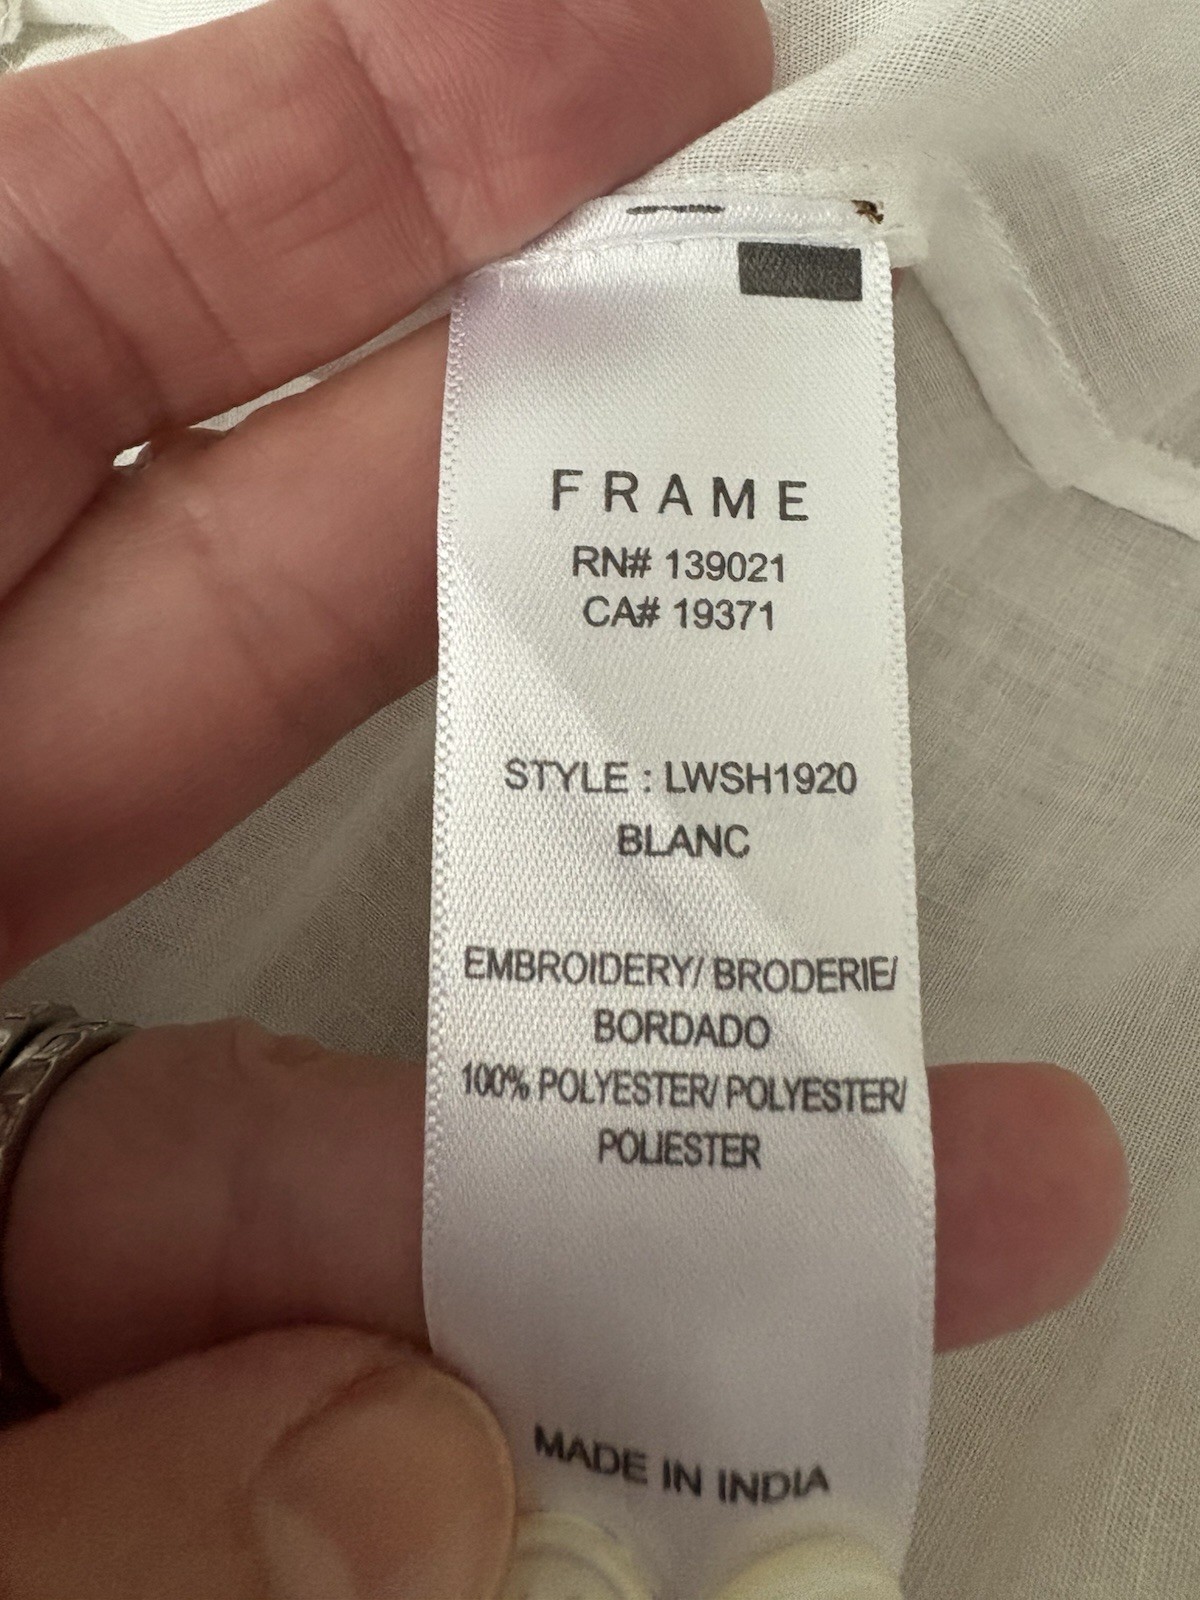 FRAME
RN# 139021
CA# 19371
STYLE : LWSH1920
BLANC
EMBROIDERY/ BRODERIE/
BORDADO
100% POLYESTER/ POLYESTER/
POLIESTER
MADE IN INDIA